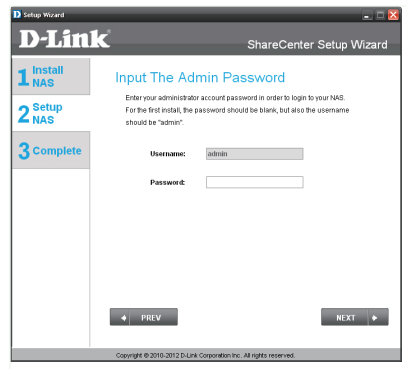 Setup Wizard
D-Link
ShareCenter Setup Wizard
1 Install
NAS
2 Setup
NAS
3 Complete
Input The Admin Password
Enter your administrator account password in order to login to your NAS.
For the first install, the password should be blank, but also the username
should be "admin".
Username: admin
Password:
PREV
NEXT
Copyright © 2010-2012 D-Link Corporation Inc. All rights reserved.